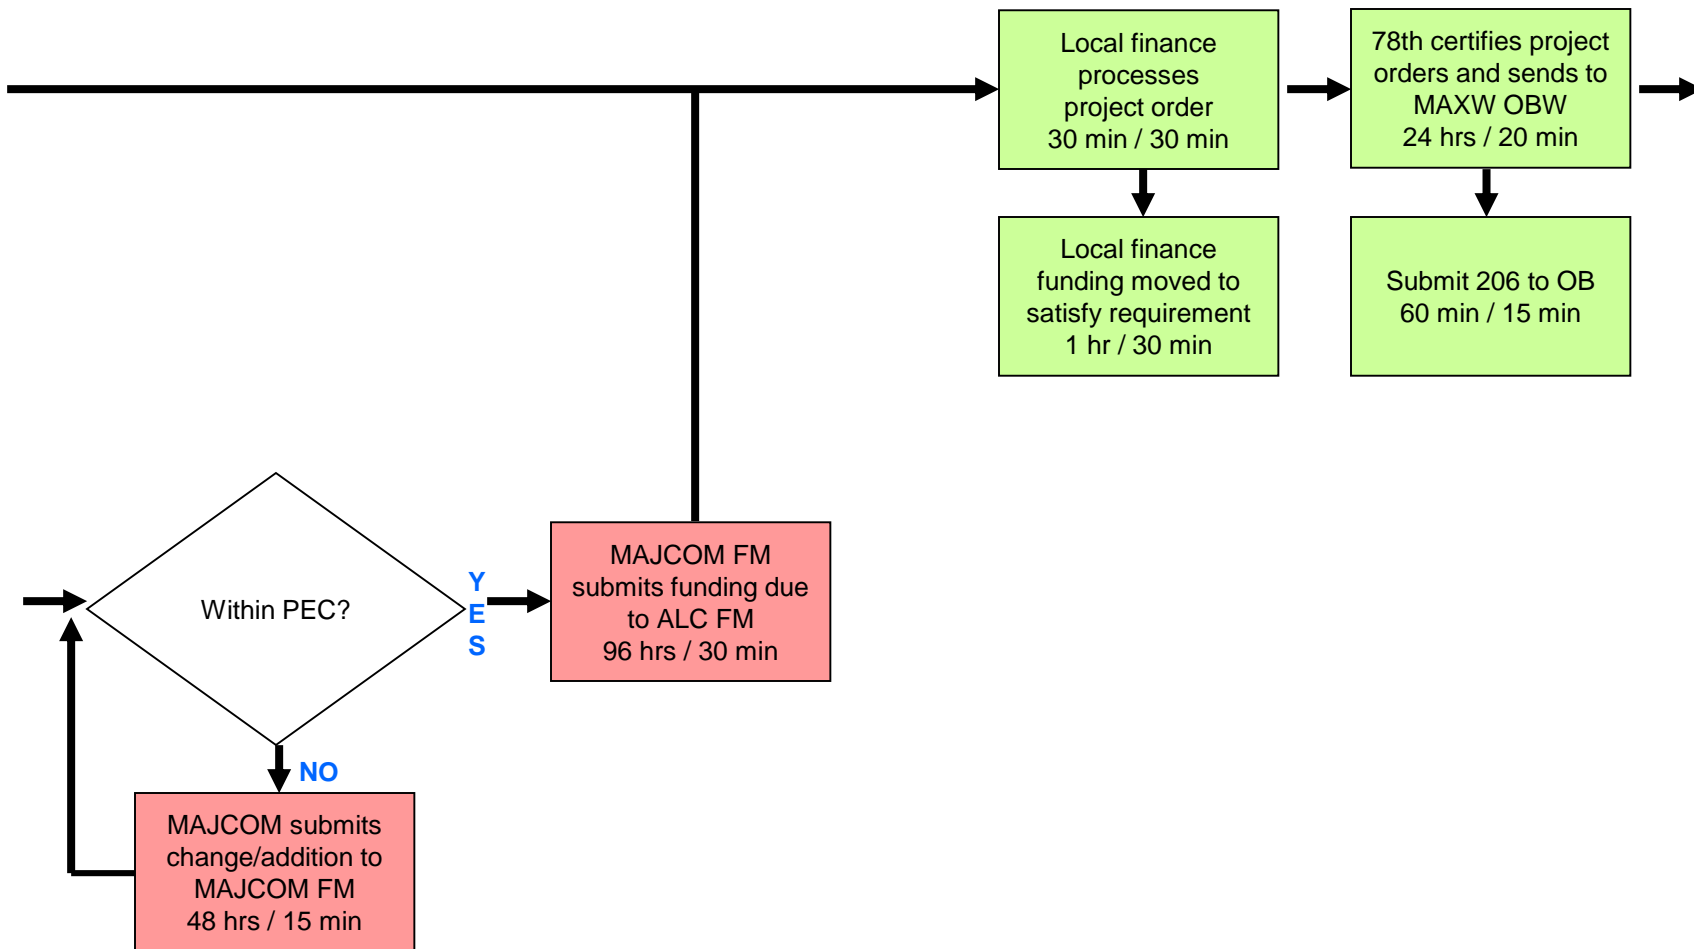 Local finance
processes
project order
30 min / 30 min
78th certifies project
orders and sends to
MAXW OBW
24 hrs / 20 min
Local finance
funding moved to
satisfy requirement
1 hr / 30 min
Submit 206 to OB
60 min / 15 min
Within PEC?
Y
E
S
MAJCOM FM
submits funding due
to ALC FM
96 hrs / 30 min
NO
MAJCOM submits
change/addition to
MAJCOM FM
48 hrs / 15 min